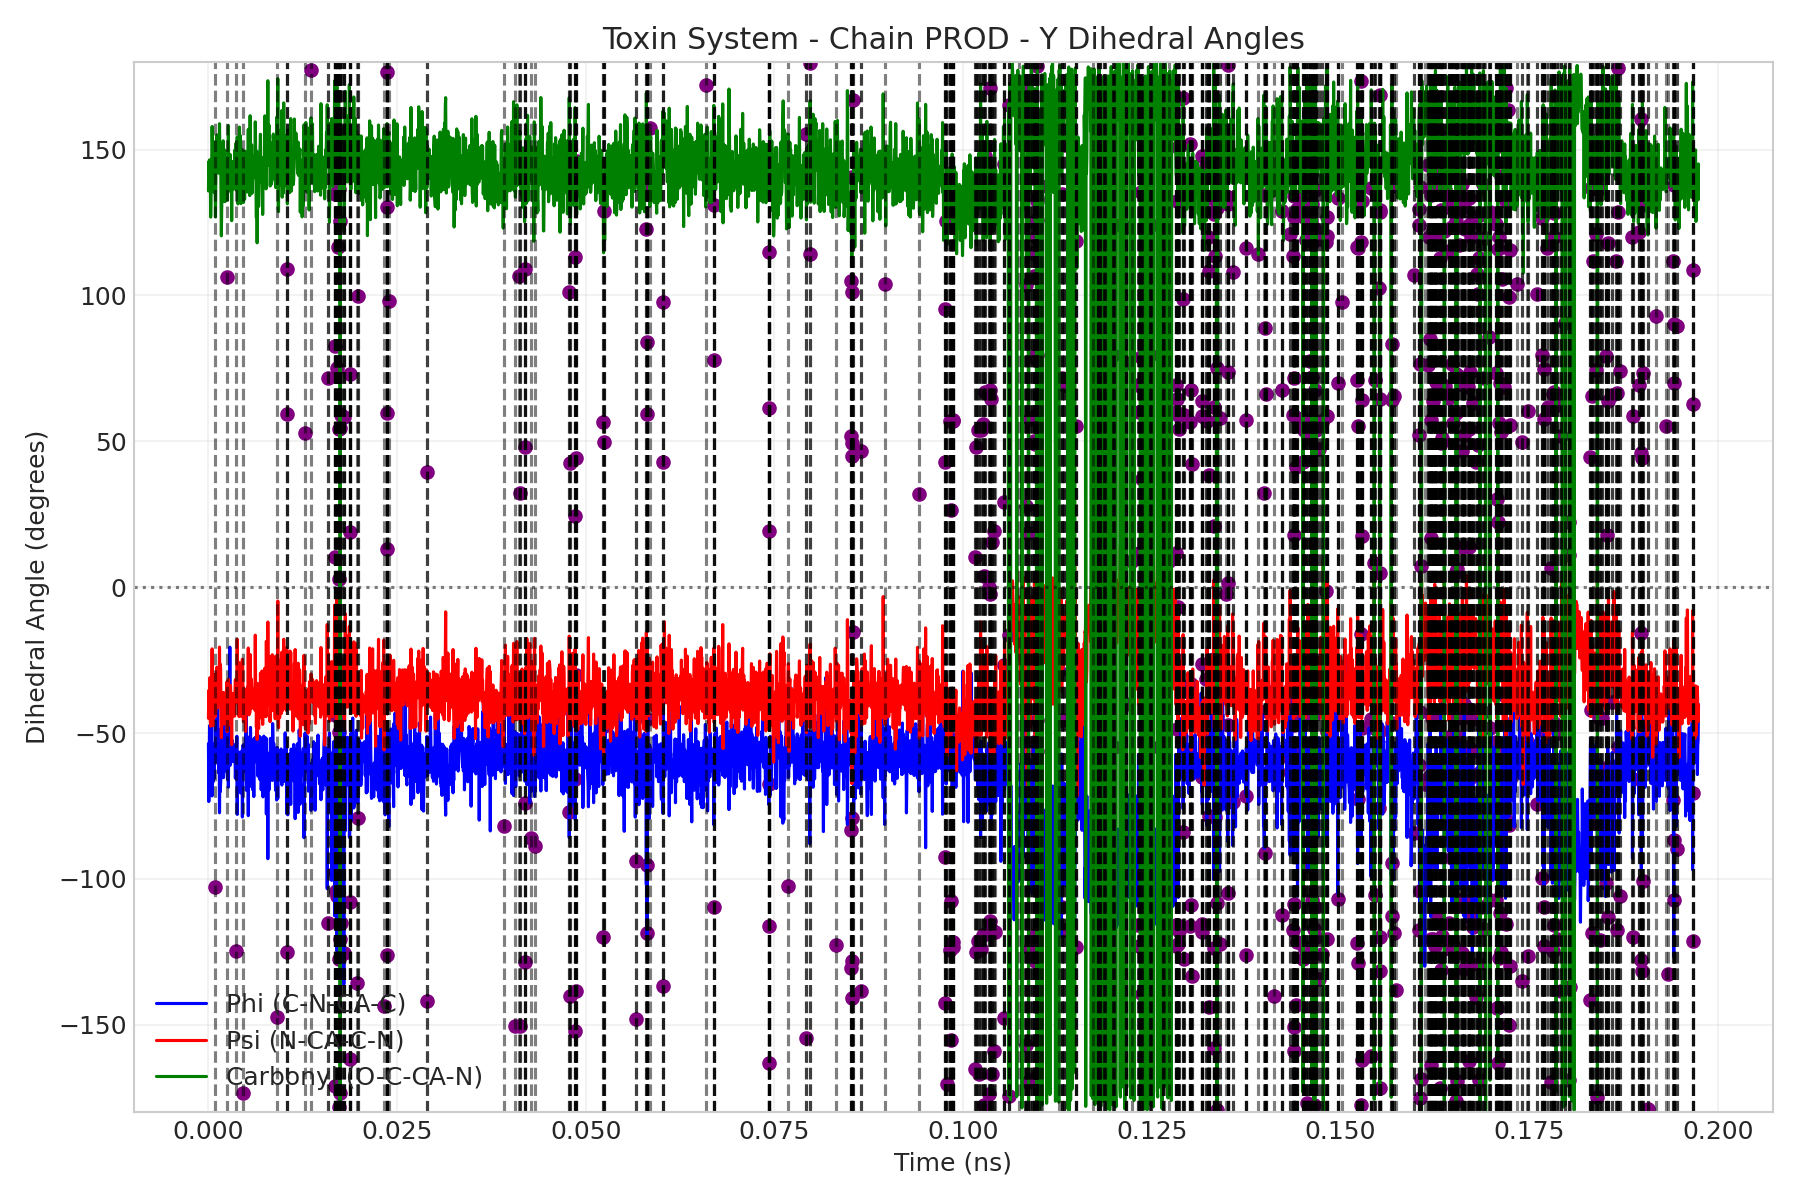 Toxin System - Chain PROD - Y Dihedral Angles
Dihedral Angle (degrees)
150
100
50
0
−50
−100
−150
Phi (C-N-CA-C)
Psi (N-CA-C-N)
Carbonyl (O-C-CA-N)
0.000
0.025
0.050
0.075
0.100
0.125
0.150
0.175
0.200
Time (ns)